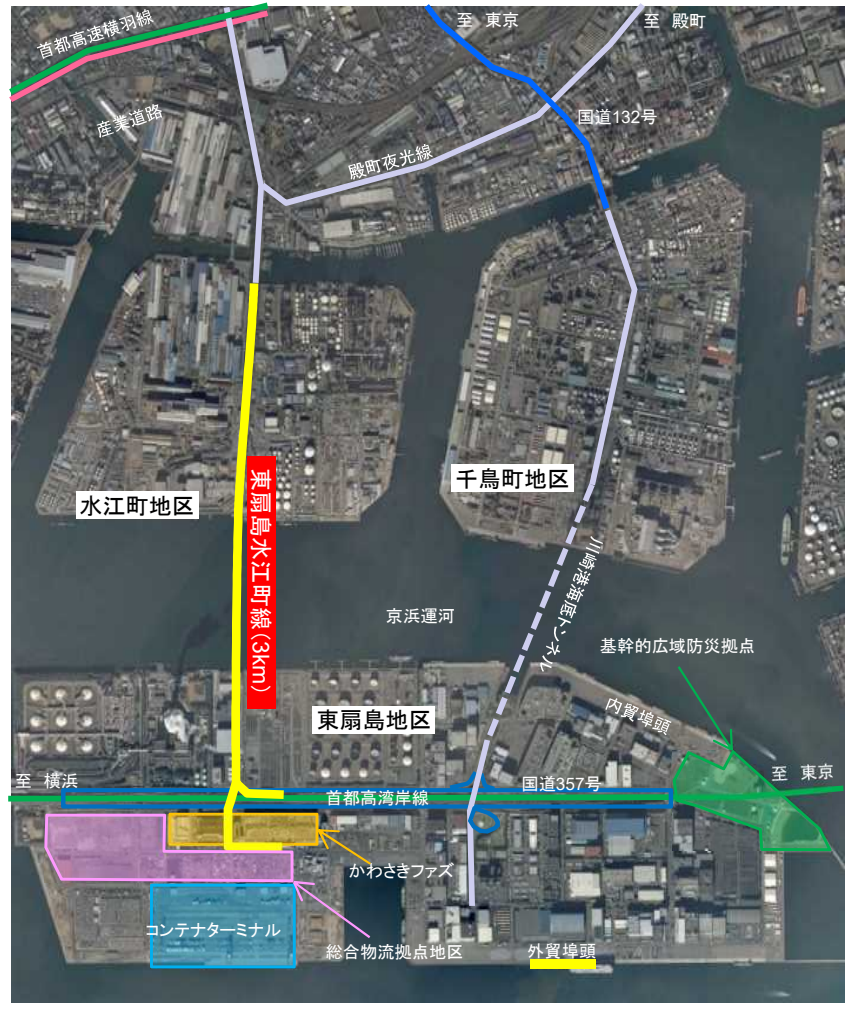 首都高速横羽線
至 東京
至 殿町
産業道路
国道132号
殿町夜光線
水江町地区
千鳥町地区
東扇島水江町線(3km)
川崎港海底トンネル
京浜運河
基幹的広域防災拠点
内貿埠頭
東扇島地区
至 横浜
国道357号
至 東京
首都高湾岸線
かわさきファズ
コンテナターミナル
総合物流拠点地区
外貿埠頭